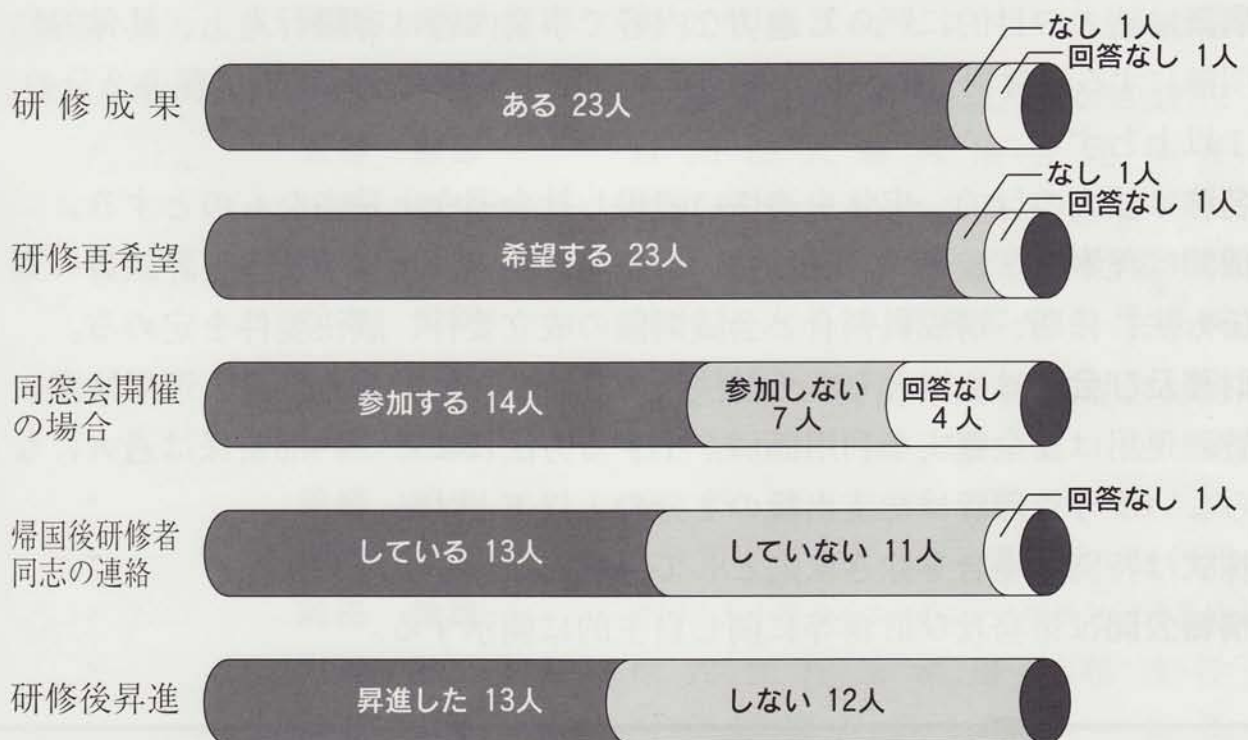 なし 1人
回答なし 1人
研修成果
ある 23人
なし 1人
回答なし 1人
研修再希望
希望する 23人
同窓会開催
の場合
参加する 14人
参加しない
7人
回答なし
4人
回答なし 1人
帰国後研修者
同志の連絡
している 13人
していない 11人
研修後昇進
昇進した 13人
しない 12人